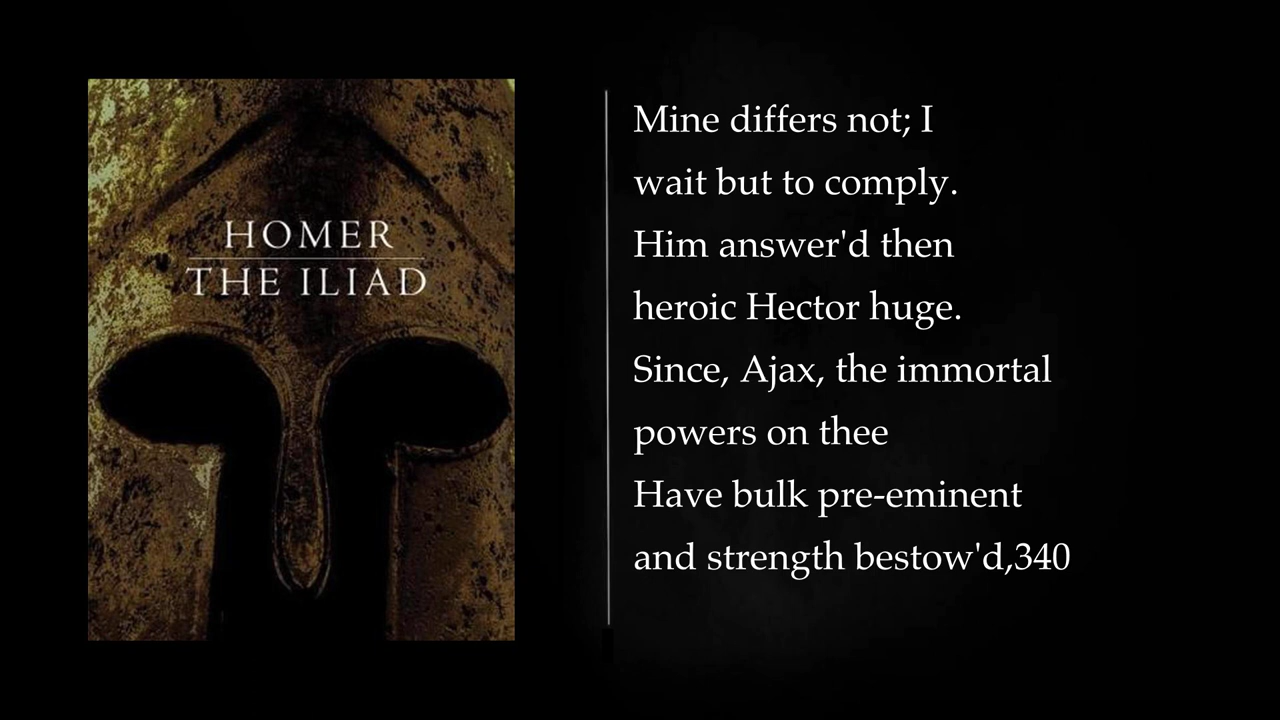 HOMER
THE ILIAD
Mine differs not; I
wait but to comply.
Him answer'd then
heroic Hector huge.
Since, Ajax, the immortal
powers on thee
Have bulk pre-eminent
and strength bestow'd,340